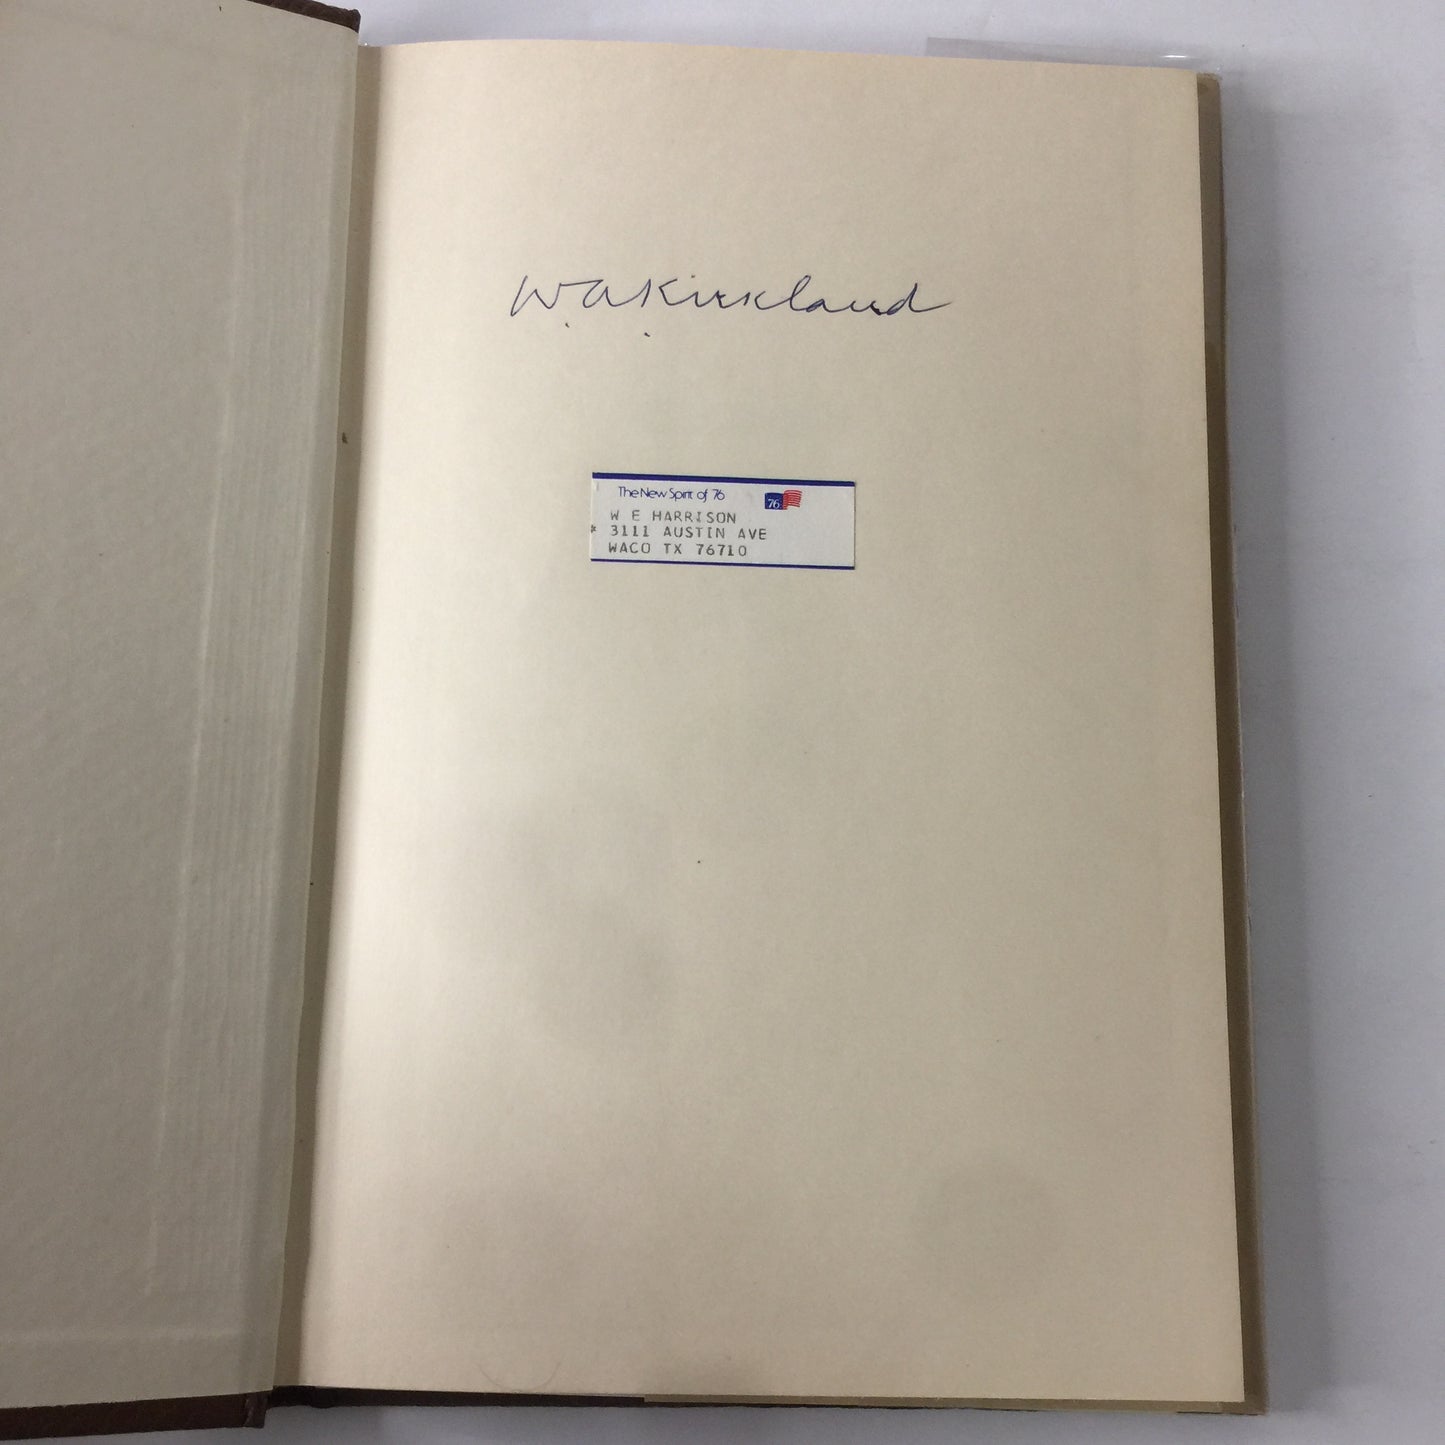 W. A. Kirkland
The New Spirit of 76
76
W E HARRISON
* 3111 AUSTIN AVE
WACO TX 76710